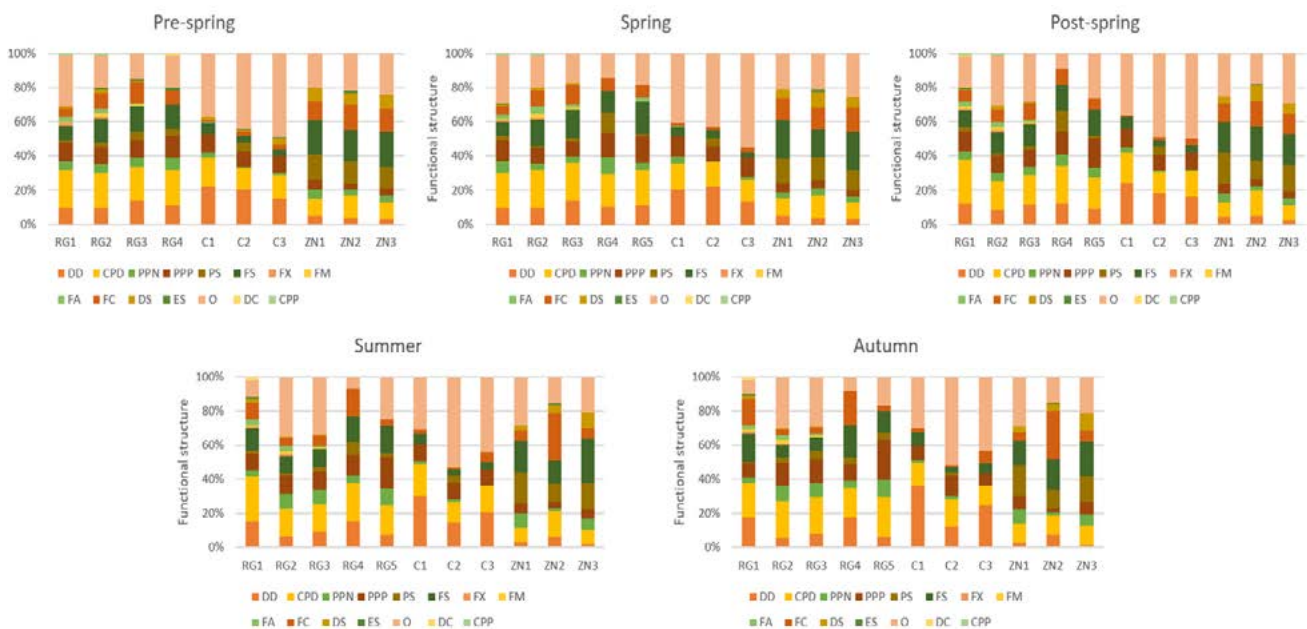 Pre-spring
100%
80%
60%
40%
20%
0%
RG1 RG2 RG3 RG4 C1 C2 C3 ZN1 ZN2 ZN3
Functional structure
DD CPD PPN PPP PS FS FX FM
FA FC DS ES O DC CPP
Spring
100%
80%
60%
40%
20%
0%
RG1 RG2 RG3 RG4 RG5 C1 C2 C3 ZN1 ZN2 ZN3
Functional structure
DD CPD PPN PPP PS FS FX FM
FA FC DS ES O DC CPP
Post-spring
100%
80%
60%
40%
20%
0%
RG1 RG2 RG3 RG4 RG5 C1 C2 C3 ZN1 ZN2 ZN3
Functional structure
DD CPD PPN PPP PS FS FX FM
FA FC DS ES O DC CPP
Summer
100%
80%
60%
40%
20%
0%
RG1 RG2 RG3 RG4 RG5 C1 C2 C3 ZN1 ZN2 ZN3
Functional structure
DD CPD PPN PPP PS FS FX FM
FA FC DS ES O DC CPP
Autumn
100%
80%
60%
40%
20%
0%
RG1 RG2 RG3 RG4 RG5 C1 C2 C3 ZN1 ZN2 ZN3
Functional structure
DD CPD PPN PPP PS FS FX FM
FA FC DS ES O DC CPP